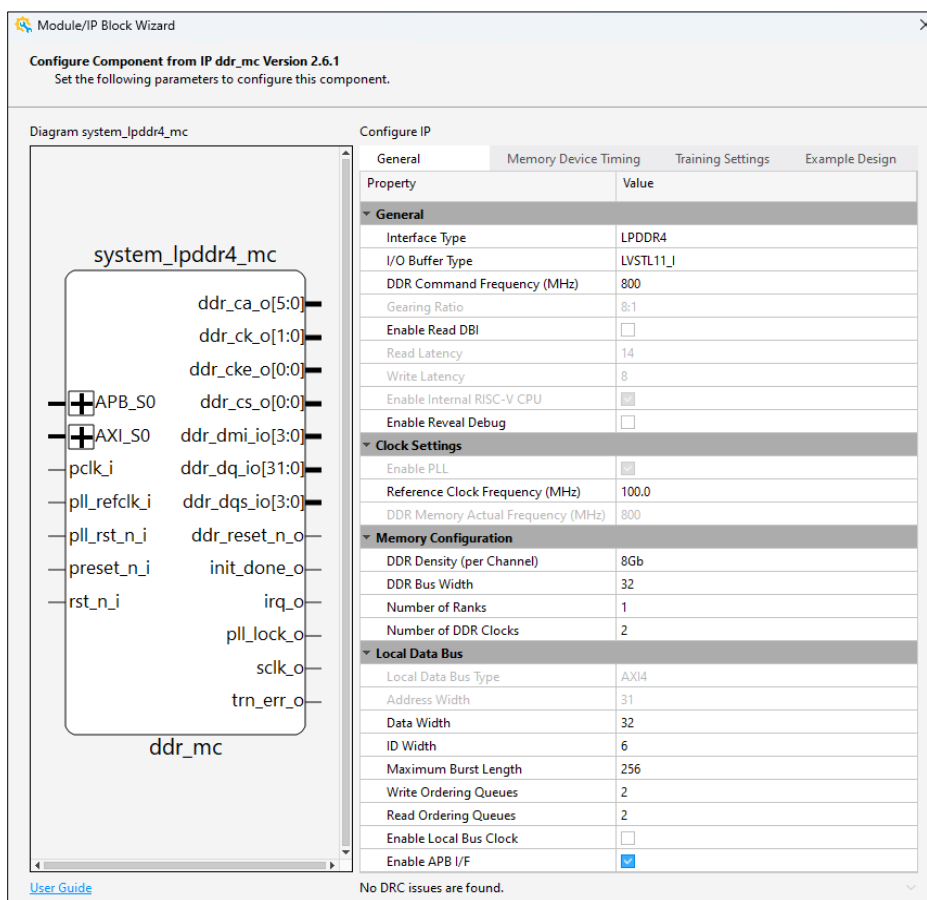 Module/IP Block Wizard
Configure Component from IP ddr_mc Version 2.6.1
Set the following parameters to configure this component.
Diagram system_lpddr4_mc
system_lpddr4_mc
ddr_ca_o[5:0]
ddr_ck_o[1:0]
ddr_cke_o[0:0]
APB_S0 ddr_cs_o[0:0]
AXI_S0 ddr_dmi_io[3:0]
pclk_i ddr_dq_io[31:0]
pll_refclk_i ddr_dqs_io[3:0]
pll_rst_n_i ddr_reset_n_o
preset_n_i init_done_o
rst_n_i irq_o
pll_lock_o
sclk_o
trn_err_o
ddr_mc
User Guide
Configure IP
General Memory Device Timing Training Settings Example Design
Property Value
General
Interface Type LPDDR4
I/O Buffer Type LVSTL11_I
DDR Command Frequency (MHz) 800
Gearing Ratio 8:1
Enable Read DBI
Read Latency 14
Write Latency 8
Enable Internal RISC-V CPU
Enable Reveal Debug
Clock Settings
Enable PLL
Reference Clock Frequency (MHz) 100.0
DDR Memory Actual Frequency (MHz) 800
Memory Configuration
DDR Density (per Channel) 8Gb
DDR Bus Width 32
Number of Ranks 1
Number of DDR Clocks 2
Local Data Bus
Local Data Bus Type AXI4
Address Width 31
Data Width 32
ID Width 6
Maximum Burst Length 256
Write Ordering Queues 2
Read Ordering Queues 2
Enable Local Bus Clock
Enable APB I/F
No DRC issues are found.